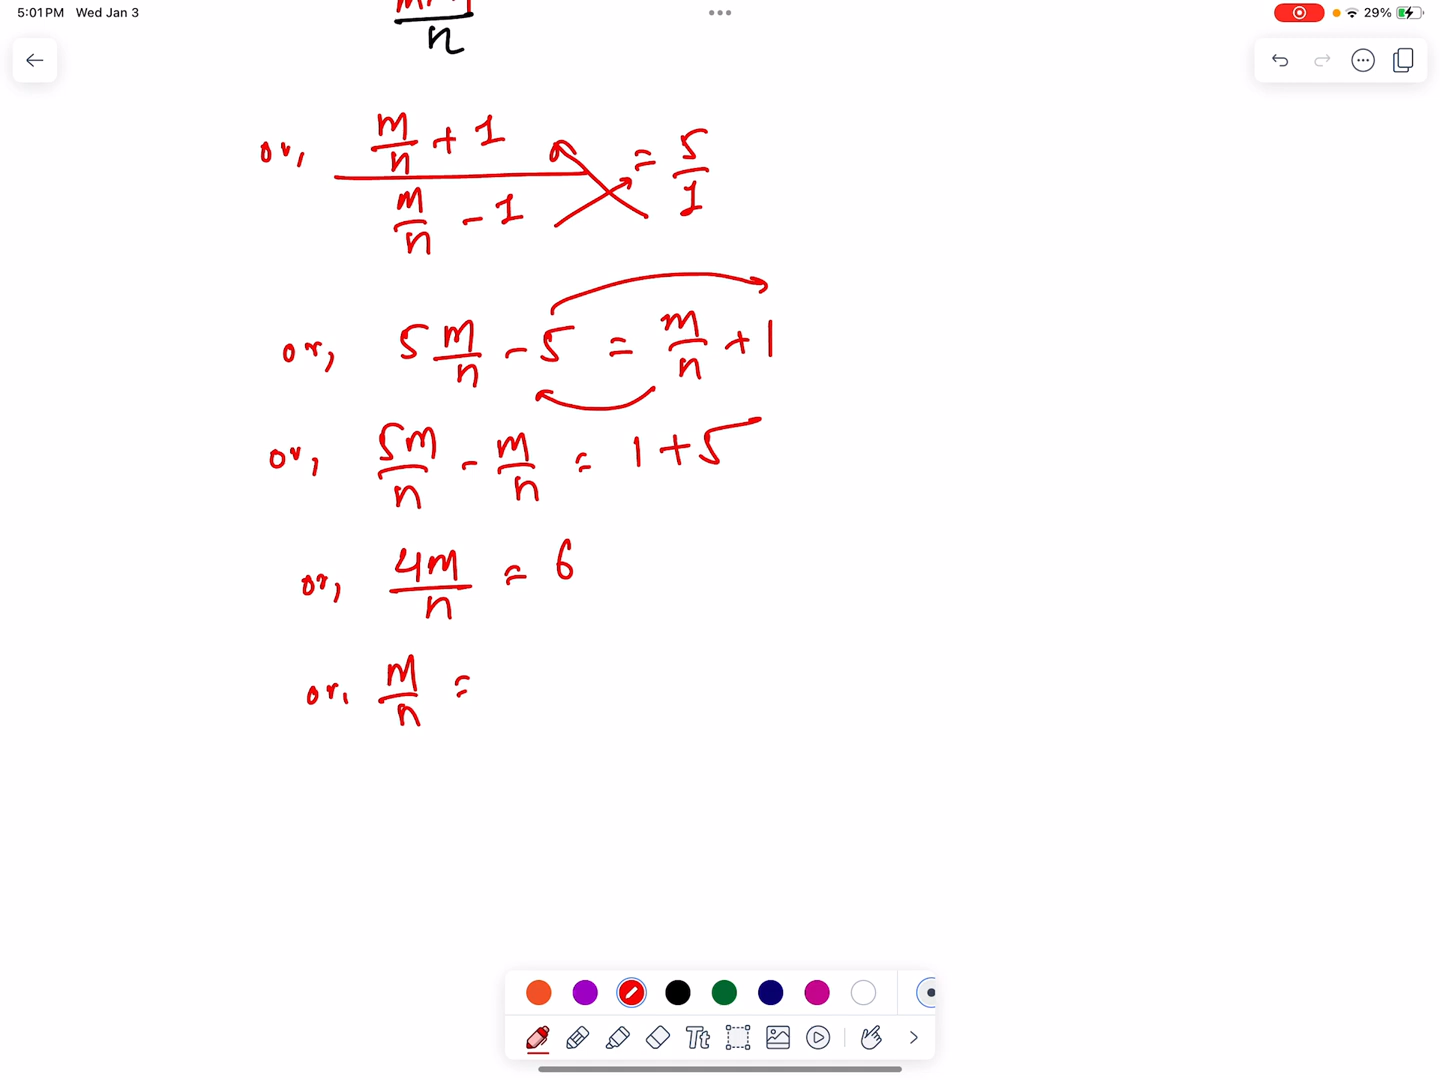 5:01 PM Wed Jan 3
29%
n
or, m/n + 1 / m/n - 1 = 5/1
or, 5 m/n - 5 = m/n + 1
or, 5m/n - m/n = 1 + 5
or, 4m/n = 6
or, m/n =
Tt